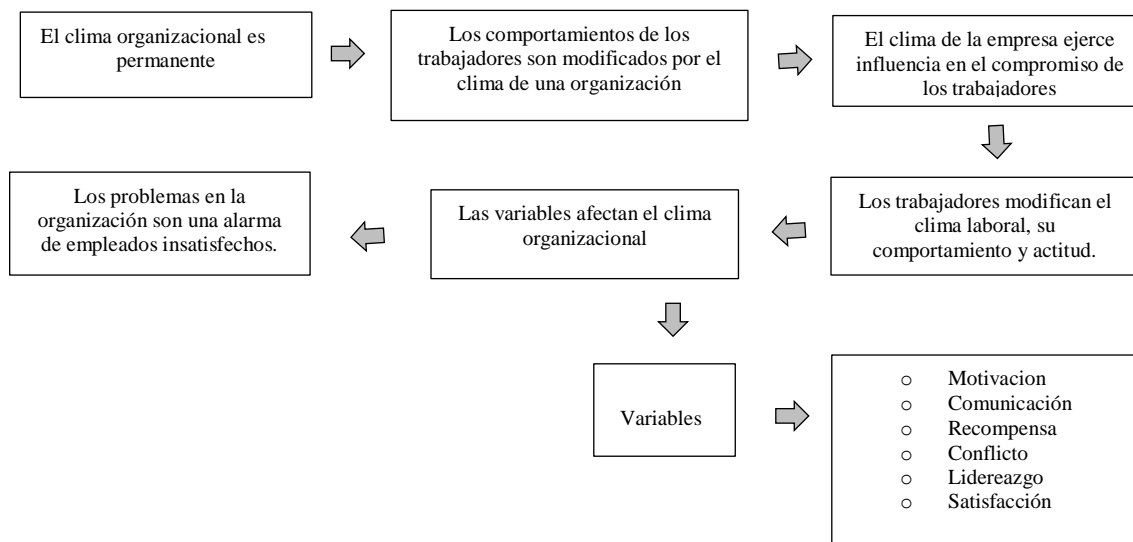 El clima organizacional es
permanente
Los comportamientos de los
trabajadores son modificados por el
clima de una organización
El clima de la empresa ejerce
influencia en el compromiso de
los trabajadores
Los trabajadores modifican el
clima laboral, su
comportamiento y actitud.
Las variables afectan el clima
organizacional
Los problemas en la
organización son una alarma
de empleados insatisfechos.
Variables
o Motivacion
o Comunicación
o Recompensa
o Conflicto
o Lidereazgo
o Satisfacción